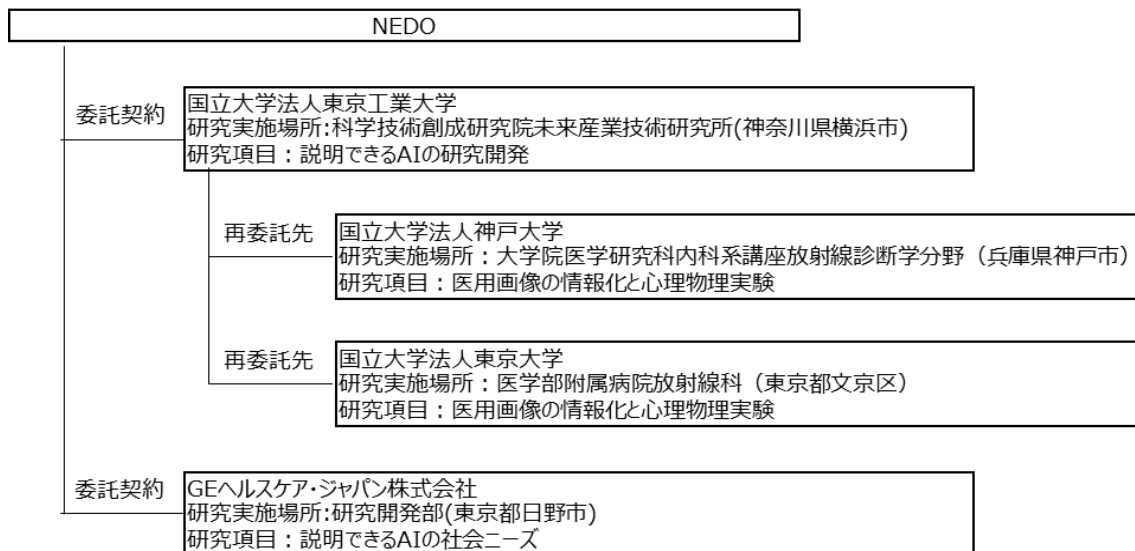 NEDO
委託契約
国立大学法人東京工業大学
研究実施場所:科学技術創成研究院未来産業技術研究所(神奈川県横浜市)
研究項目：説明できるAIの研究開発
再委託先
国立大学法人神戸大学
研究実施場所：大学院医学研究科内科系講座放射線診断学分野（兵庫県神戸市）
研究項目：医用画像の情報化と心理物理実験
再委託先
国立大学法人東京大学
研究実施場所：医学部附属病院放射線科（東京都文京区）
研究項目：医用画像の情報化と心理物理実験
委託契約
GEヘルスケア・ジャパン株式会社
研究実施場所:研究開発部(東京都日野市)
研究項目：説明できるAIの社会ニーズ